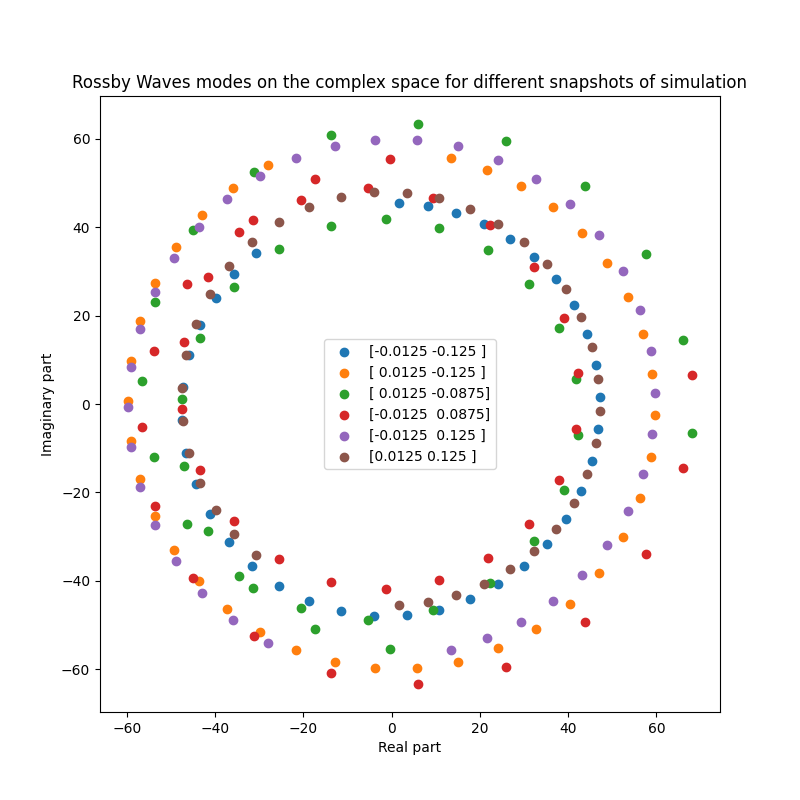 Rossby Waves modes on the complex space for different snapshots of simulation
60
40
20
0
−20
−40
−60
Imaginary part
[-0.0125 -0.125 ]
[ 0.0125 -0.125 ]
[ 0.0125 -0.0875]
[-0.0125  0.0875]
[-0.0125  0.125 ]
[0.0125 0.125 ]
−60 −40 −20 0 20 40 60
Real part